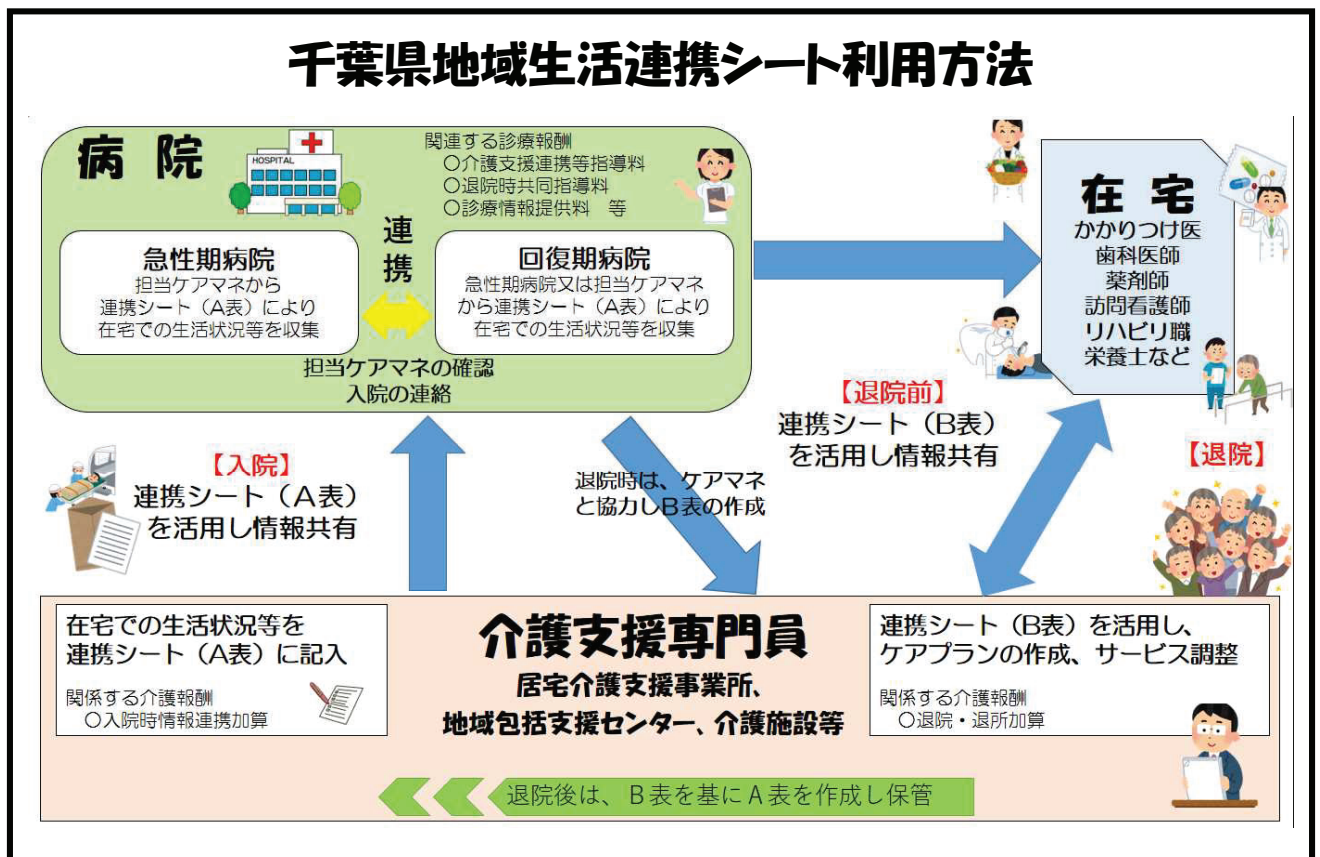 千葉県地域生活連携シート利用方法
病 院
HOSPITAL
関連する診療報酬
○介護支援連携等指導料
○退院時共同指導料
○診療情報提供料 等
連
携
急性期病院
担当ケアマネから
連携シート（A表）により
在宅での生活状況等を収集
回復期病院
急性期病院又は担当ケアマネ
から連携シート（A表）により
在宅での生活状況等を収集
担当ケアマネの確認
入院の連絡
在 宅
かかりつけ医
歯科医師
薬剤師
訪問看護師
リハビリ職
栄養士など
【入院】
連携シート（A表）
を活用し情報共有
退院時は、ケアマネ
と協力しB表の作成
【退院前】
連携シート（B表）
を活用し情報共有
【退院】
在宅での生活状況等を
連携シート（A表）に記入
関係する介護報酬
○入院時情報連携加算
介護支援専門員
居宅介護支援事業所、
地域包括支援センター、介護施設等
連携シート（B表）を活用し、
ケアプランの作成、サービス調整
関係する介護報酬
○退院・退所加算
退院後は、B表を基にA表を作成し保管